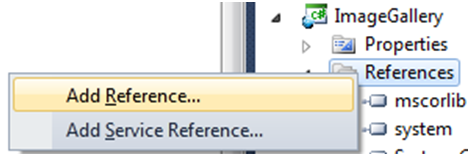 ImageGallery
Properties
References
Add Reference...
mscorlib
Add Service Reference...
system